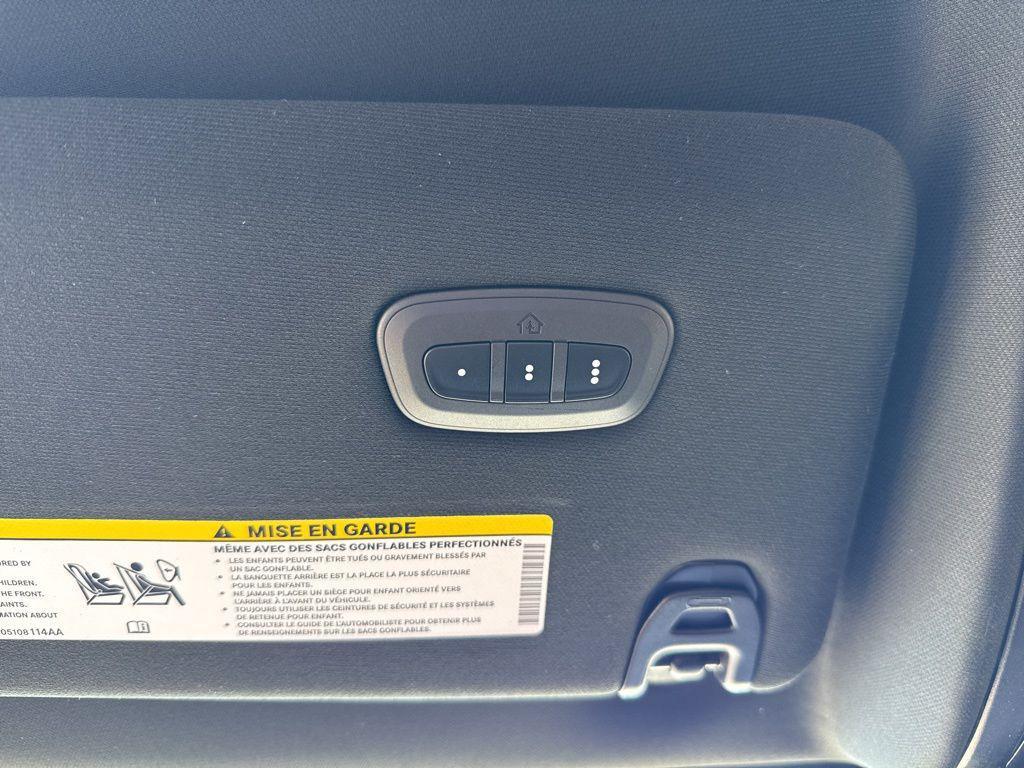 MISE EN GARDE
MÊME AVEC DES SACS GONFLABLES PERFECTIONNÉS
• LES ENFANTS PEUVENT ÊTRE TUÉS OU GRAVEMENT BLESSÉS PAR
UN SAC GONFLABLE.
• LA BANQUETTE ARRIÈRE EST LA PLACE LA PLUS SÉCURITAIRE
POUR LES ENFANTS.
• NE JAMAIS PLACER UN SIÈGE POUR ENFANT ORIENTÉ VERS
L'ARRIÈRE À L'AVANT DU VÉHICULE.
• TOUJOURS UTILISER LES CEINTURES DE SÉCURITÉ ET LES SYSTÈMES
DE RETENUE POUR ENFANT.
• CONSULTER LE GUIDE DE L'AUTOMOBILISTE POUR OBTENIR PLUS
DE RENSEIGNEMENTS SUR LES SACS GONFLABLES.
RED BY
HILDREN.
HE FRONT.
AINTS.
MATION ABOUT
05108114AA